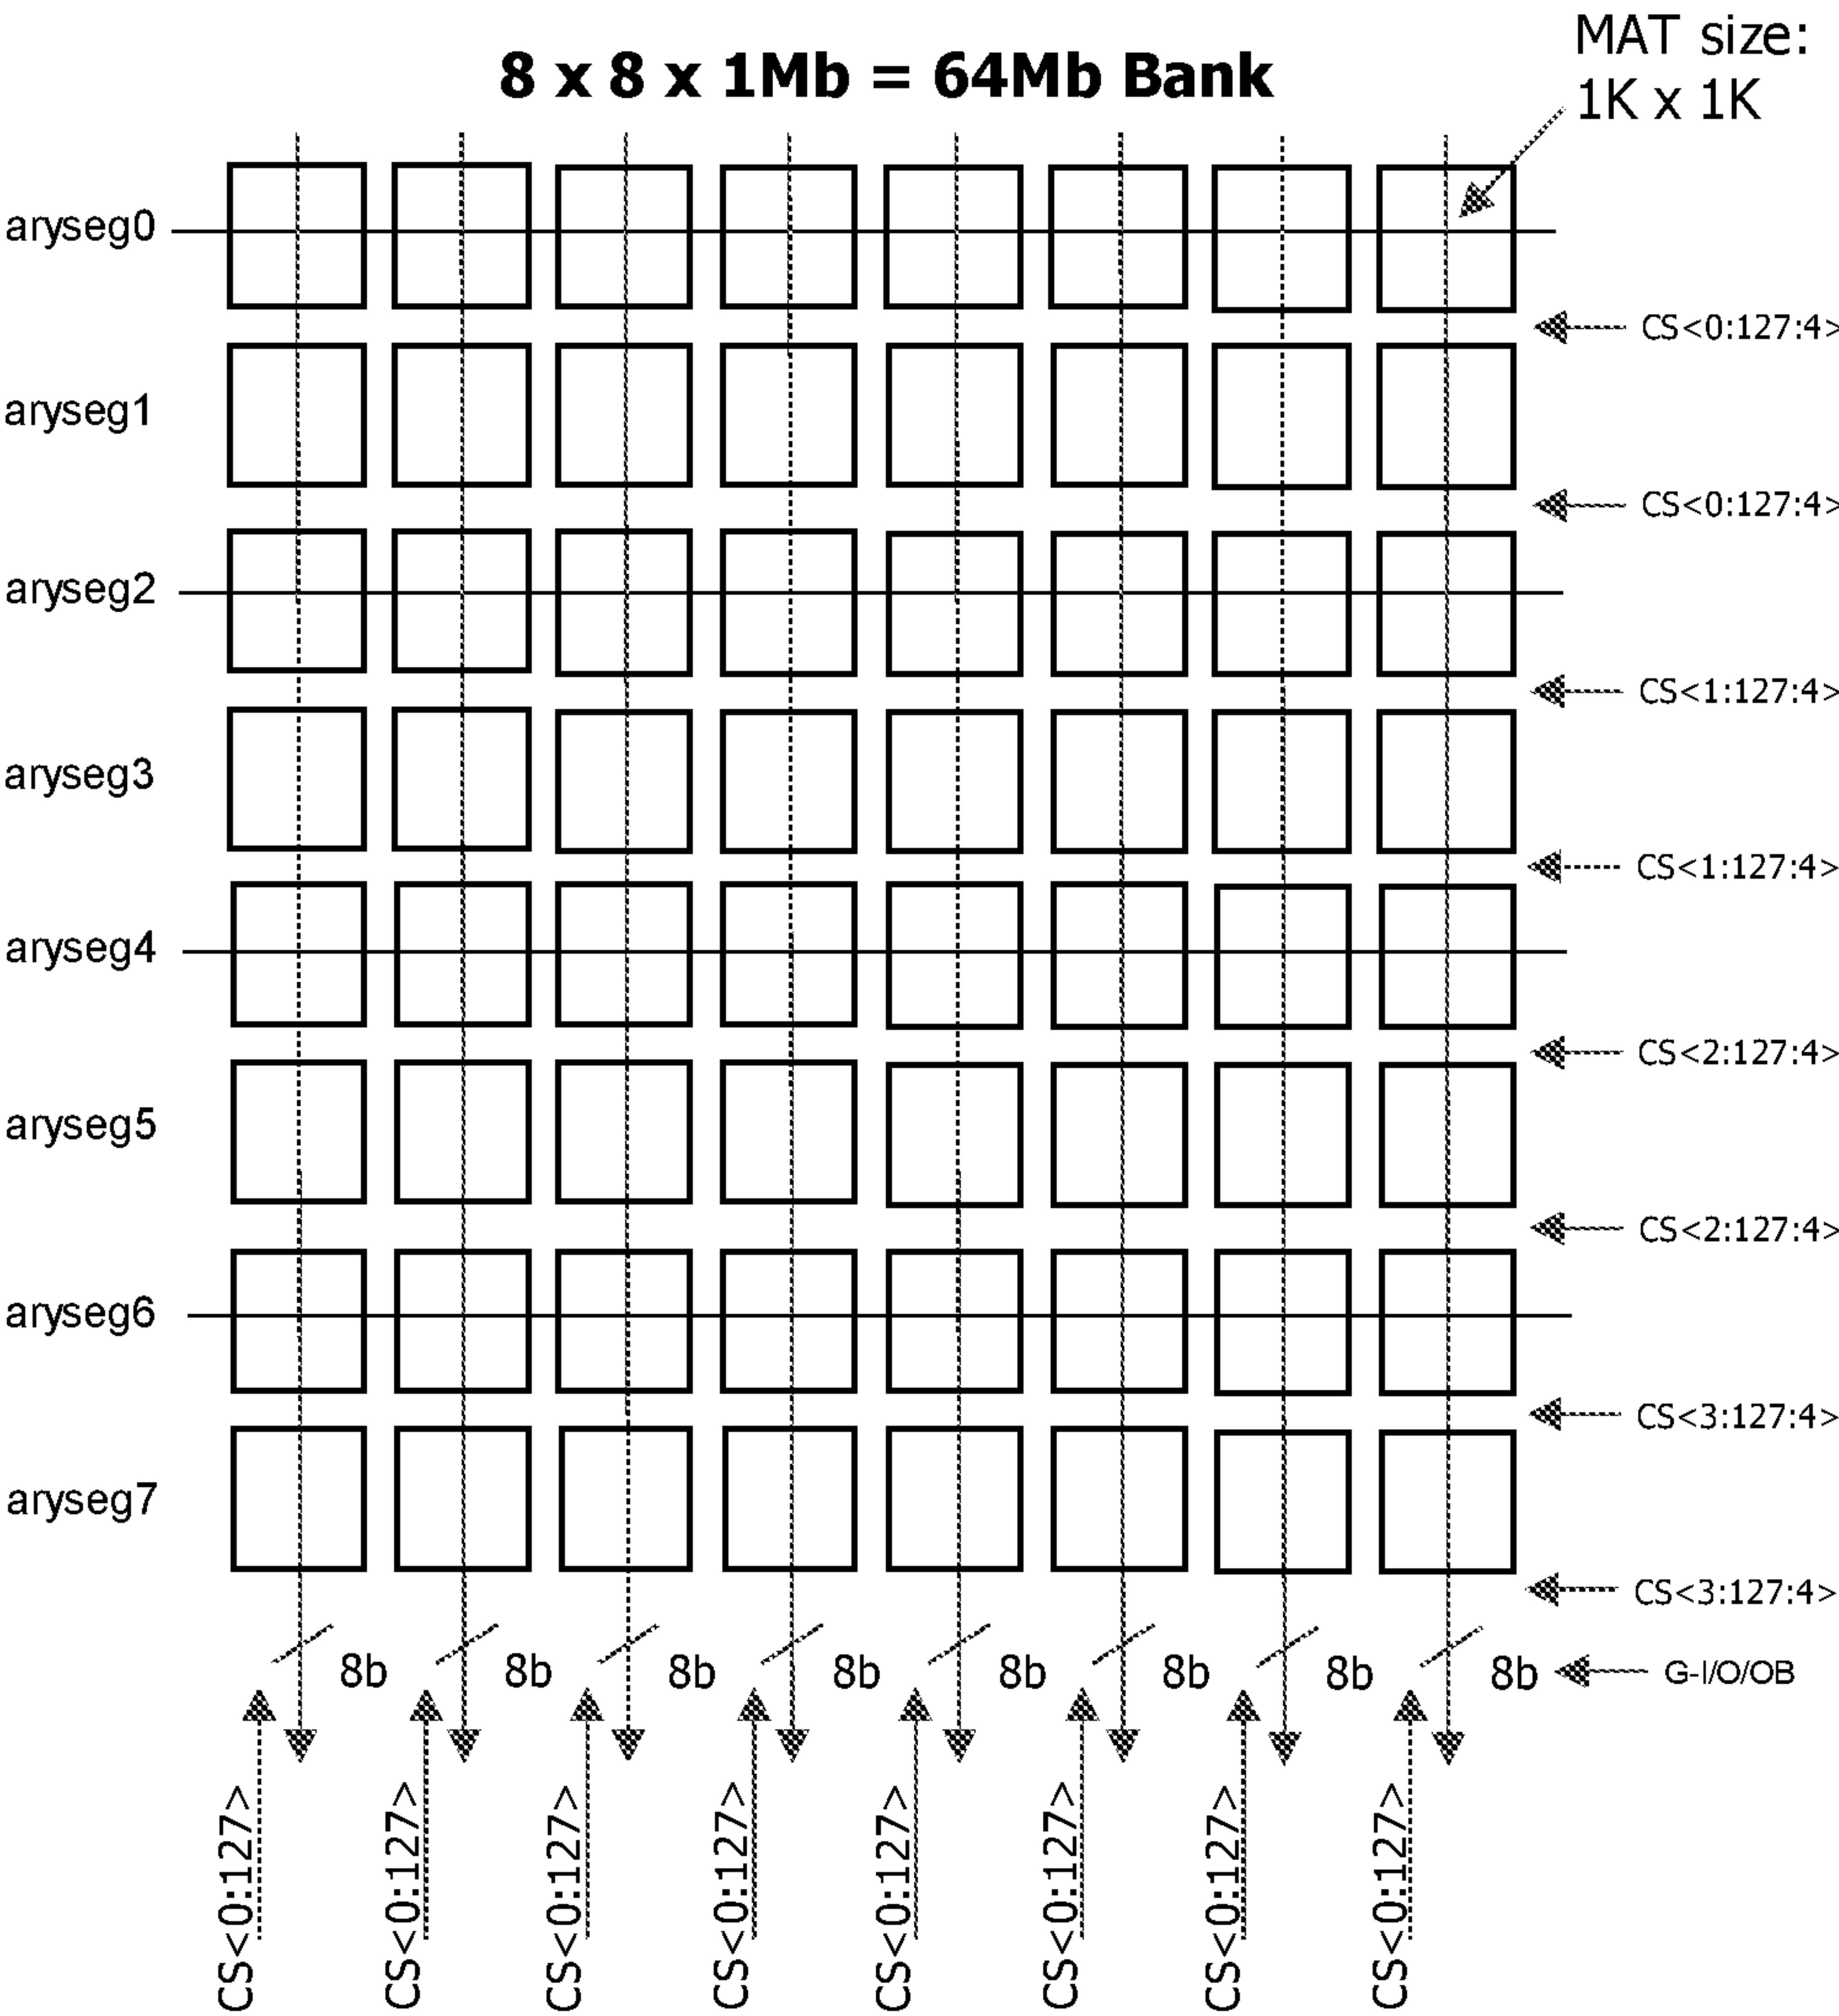 MAT size:
1K x 1K
8 x 8 x 1Mb = 64Mb Bank
aryseg0
CS<0:127:4>
aryseg1
CS<0:127:4>
aryseg2
CS<1:127:4>
aryseg3
CS<1:127:4>
aryseg4
CS<2:127:4>
aryseg5
CS<2:127:4>
aryseg6
CS<3:127:4>
aryseg7
CS<3:127:4>
8b 8b 8b 8b 8b 8b 8b 8b G-I/O/OB
CS<0:127>
CS<0:127>
CS<0:127>
CS<0:127>
CS<0:127>
CS<0:127>
CS<0:127>
CS<0:127>